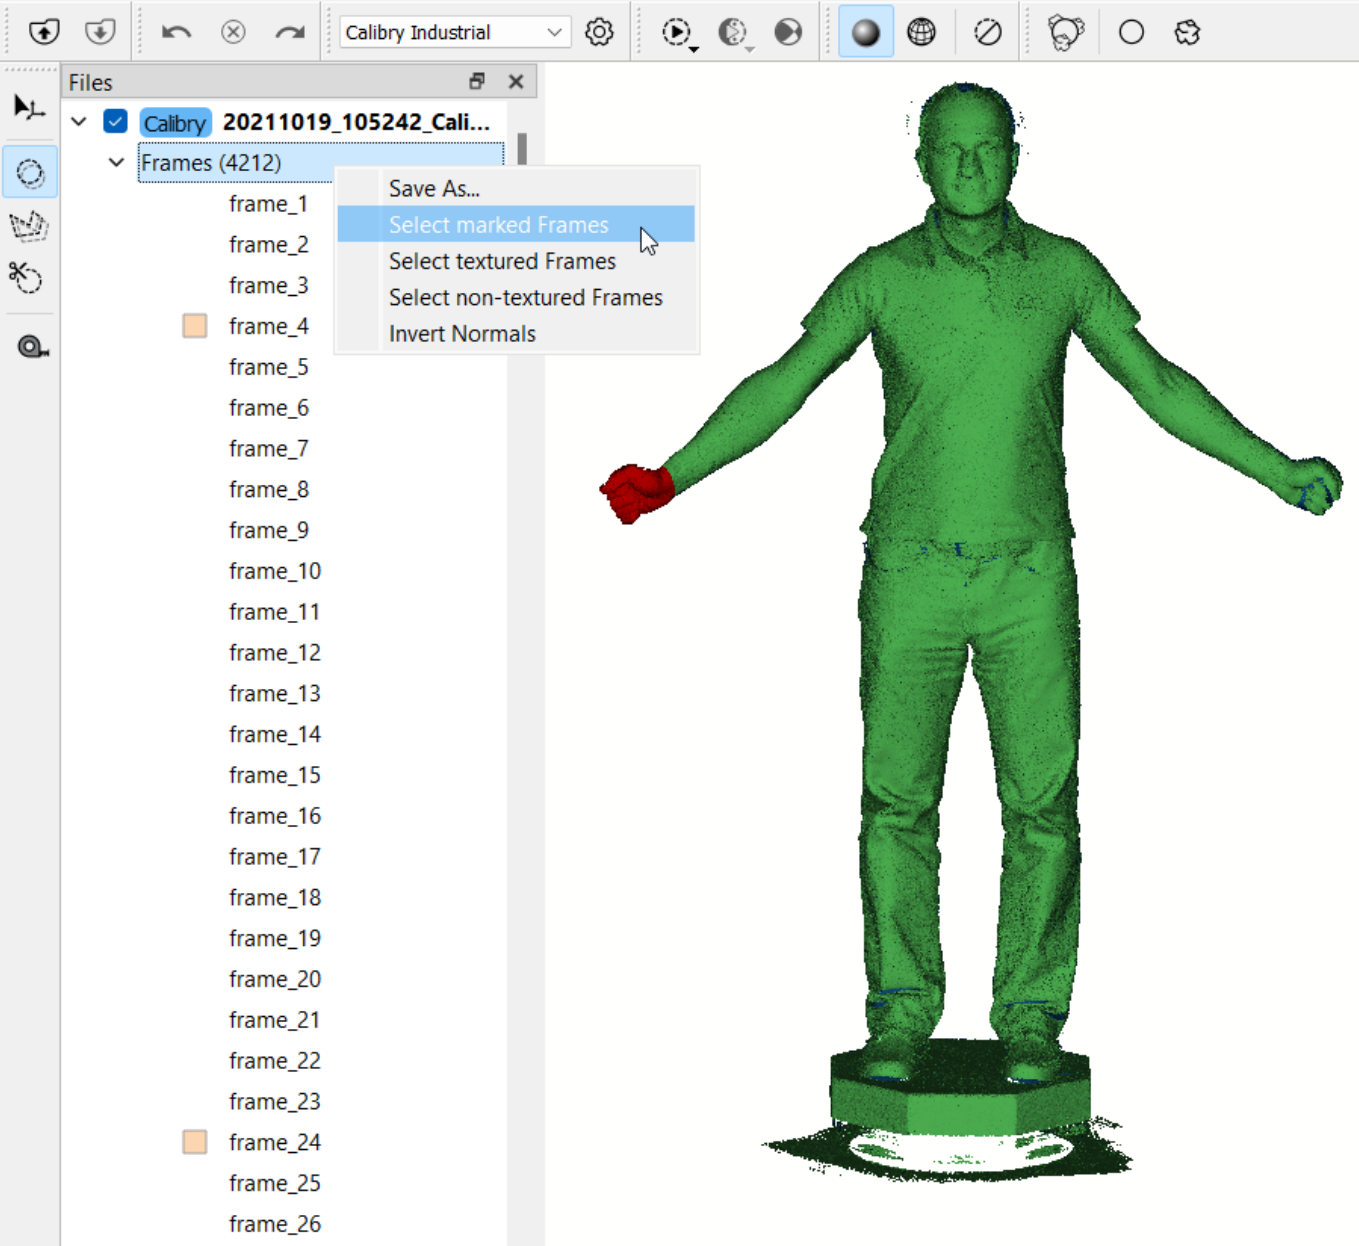 Calibry Industrial
Files
Calibry 20211019_105242_Cali...
Frames (4212)
Save As...
Select marked Frames
Select textured Frames
Select non-textured Frames
Invert Normals
frame_1
frame_2
frame_3
frame_4
frame_5
frame_6
frame_7
frame_8
frame_9
frame_10
frame_11
frame_12
frame_13
frame_14
frame_15
frame_16
frame_17
frame_18
frame_19
frame_20
frame_21
frame_22
frame_23
frame_24
frame_25
frame_26